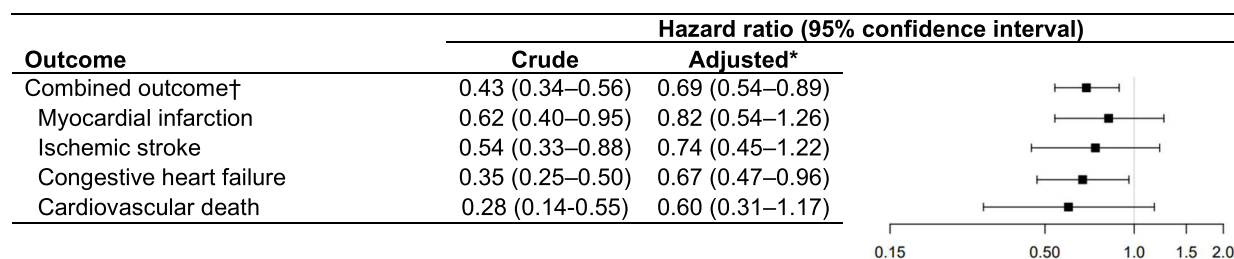 Hazard ratio (95% confidence interval)
Outcome Crude Adjusted*
Combined outcome† 0.43 (0.34–0.56) 0.69 (0.54–0.89)
Myocardial infarction 0.62 (0.40–0.95) 0.82 (0.54–1.26)
Ischemic stroke 0.54 (0.33–0.88) 0.74 (0.45–1.22)
Congestive heart failure 0.35 (0.25–0.50) 0.67 (0.47–0.96)
Cardiovascular death 0.28 (0.14-0.55) 0.60 (0.31–1.17)
0.15 0.50 1.0 1.5 2.0